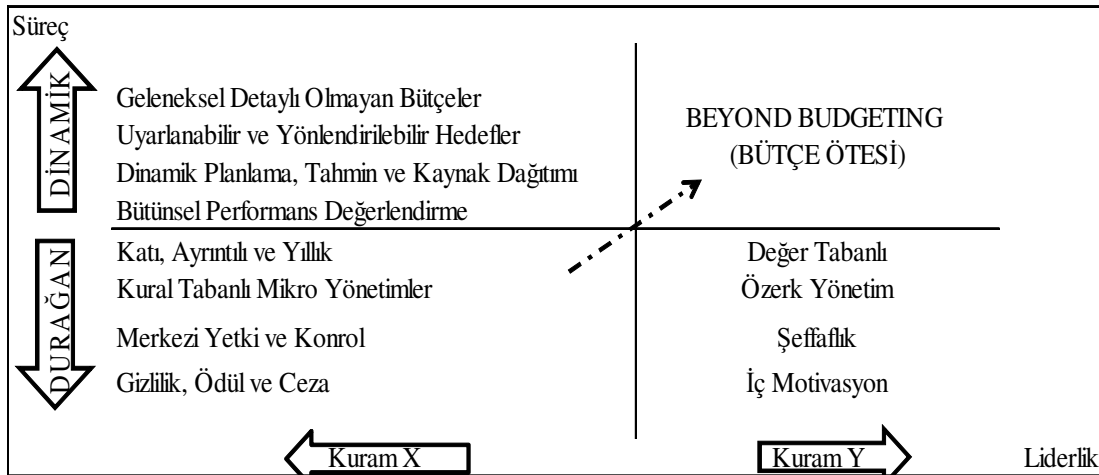 Süreç
DİNAMİK
Geleneksel Detaylı Olmayan Bütçeler
Uyarlanabilir ve Yönlendirilebilir Hedefler
Dinamik Planlama, Tahmin ve Kaynak Dağıtımı
Bütünsel Performans Değerlendirme
BEYOND BUDGETING
(BÜTÇE ÖTESİ)
DURAĞAN
Katı, Ayrıntılı ve Yıllık
Kural Tabanlı Mikro Yönetimler
Merkezi Yetki ve Konrol
Gizlilik, Ödül ve Ceza
Değer Tabanlı
Özerk Yönetim
Şeffaflık
İç Motivasyon
Kuram X
Kuram Y
Liderlik